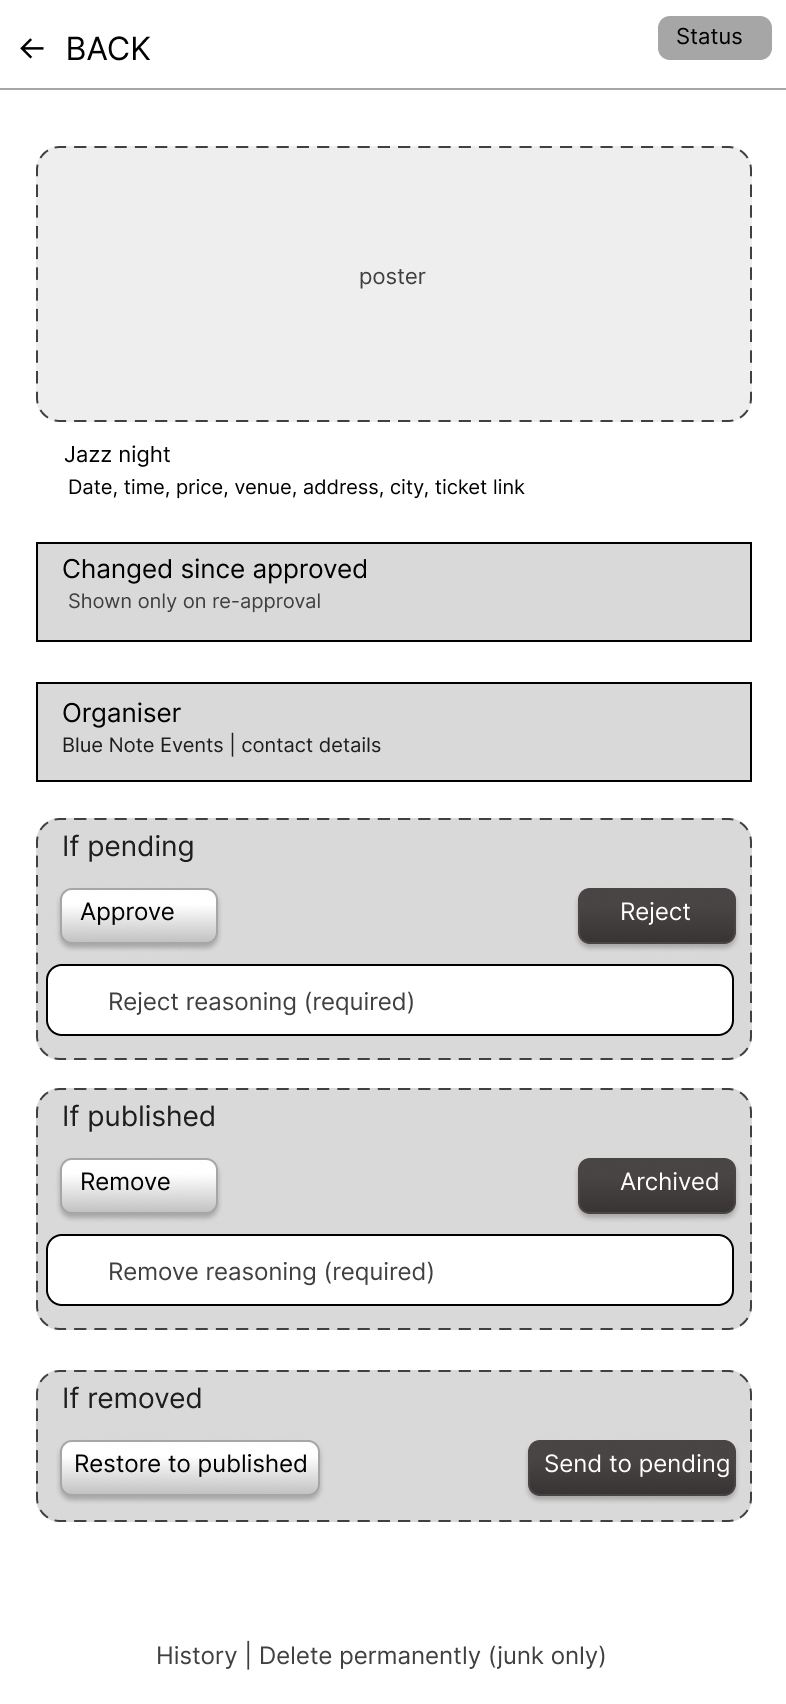 ← BACK
Status
poster
Jazz night
Date, time, price, venue, address, city, ticket link
Changed since approved
Shown only on re-approval
Organiser
Blue Note Events | contact details
If pending
Approve
Reject
Reject reasoning (required)
If published
Remove
Archived
Remove reasoning (required)
If removed
Restore to published
Send to pending
History | Delete permanently (junk only)